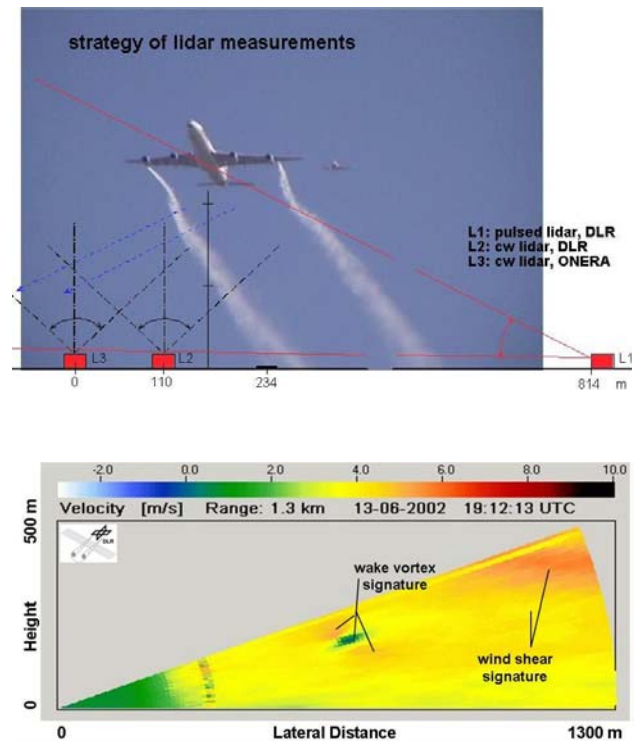 strategy of lidar measurements
L1: pulsed lidar, DLR
L2: cw lidar, DLR
L3: cw lidar, ONERA
L3
L2
L1
0
110
234
814
m
-2.0 0.0 2.0 4.0 6.0 8.0 10.0
Velocity [m/s] Range: 1.3 km 13-06-2002 19:12:13 UTC
500 m
DLR
wake vortex
signature
Height
wind shear
signature
0
0 Lateral Distance 1300 m